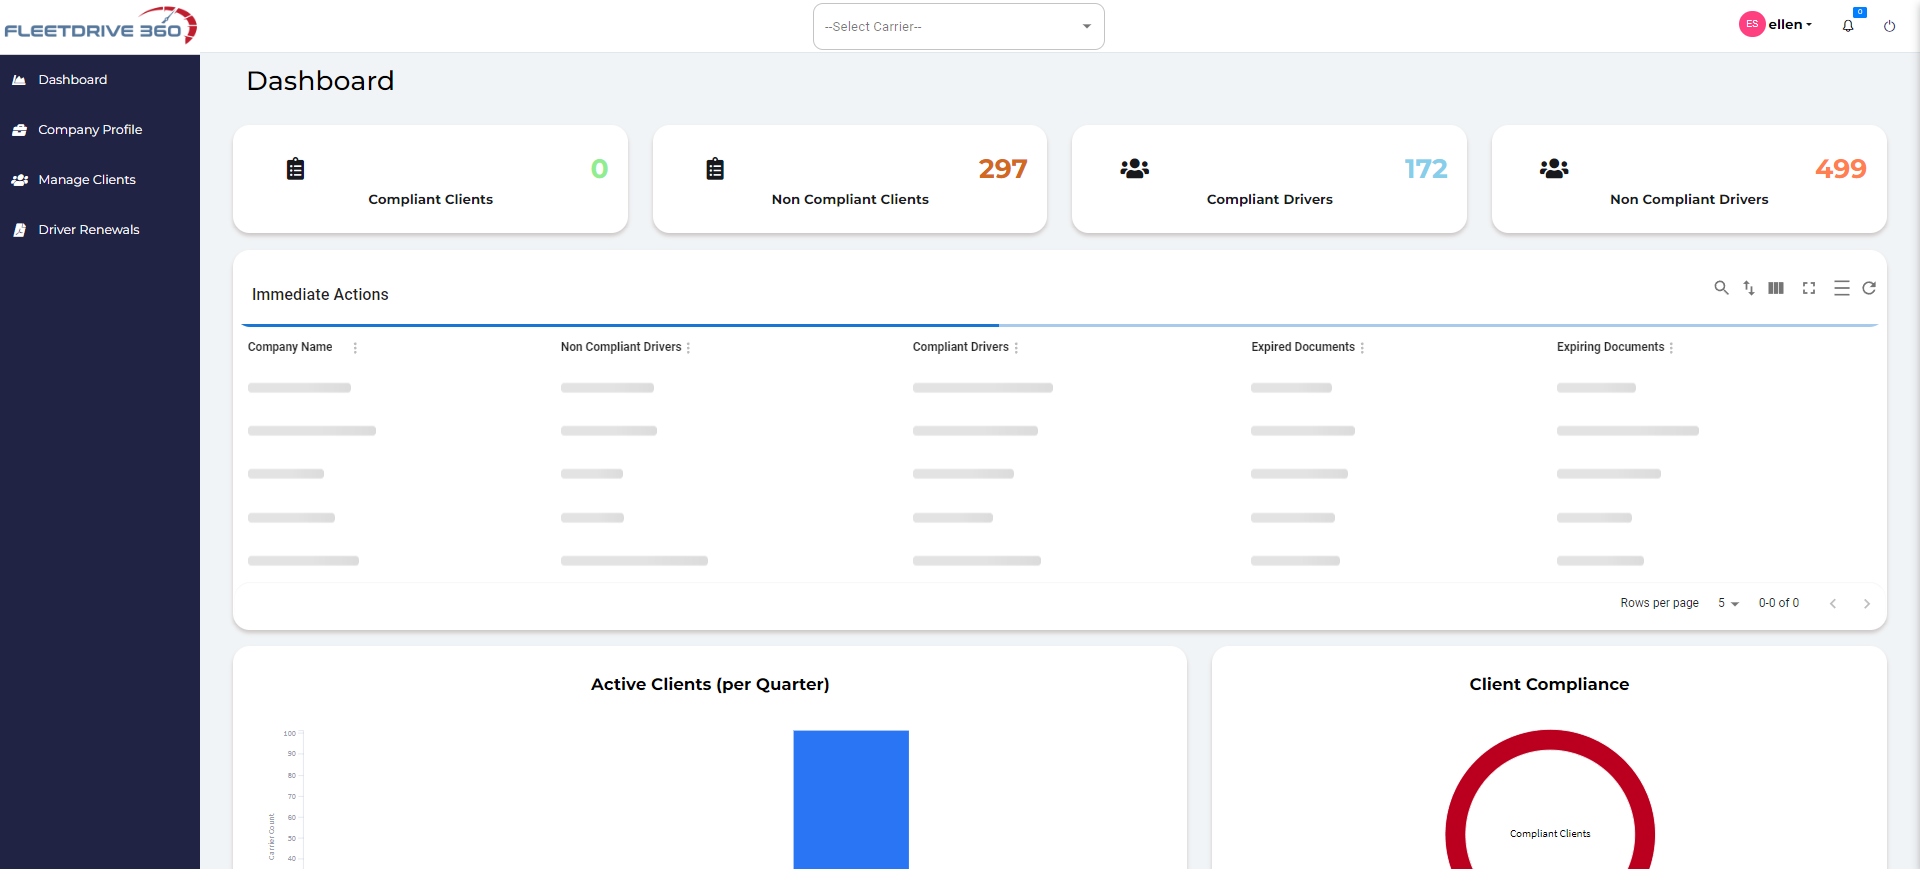 FLEETDRIVE 360
--Select Carrier--
ES ellen
0
Dashboard
Company Profile
Manage Clients
Driver Renewals
Dashboard
0
Compliant Clients
297
Non Compliant Clients
172
Compliant Drivers
499
Non Compliant Drivers
Immediate Actions
Company Name Non Compliant Drivers Compliant Drivers Expired Documents Expiring Documents
Rows per page 5 0-0 of 0
Active Clients (per Quarter)
100
90
80
70
60
50
40
Carrier Count
Client Compliance
Compliant Clients